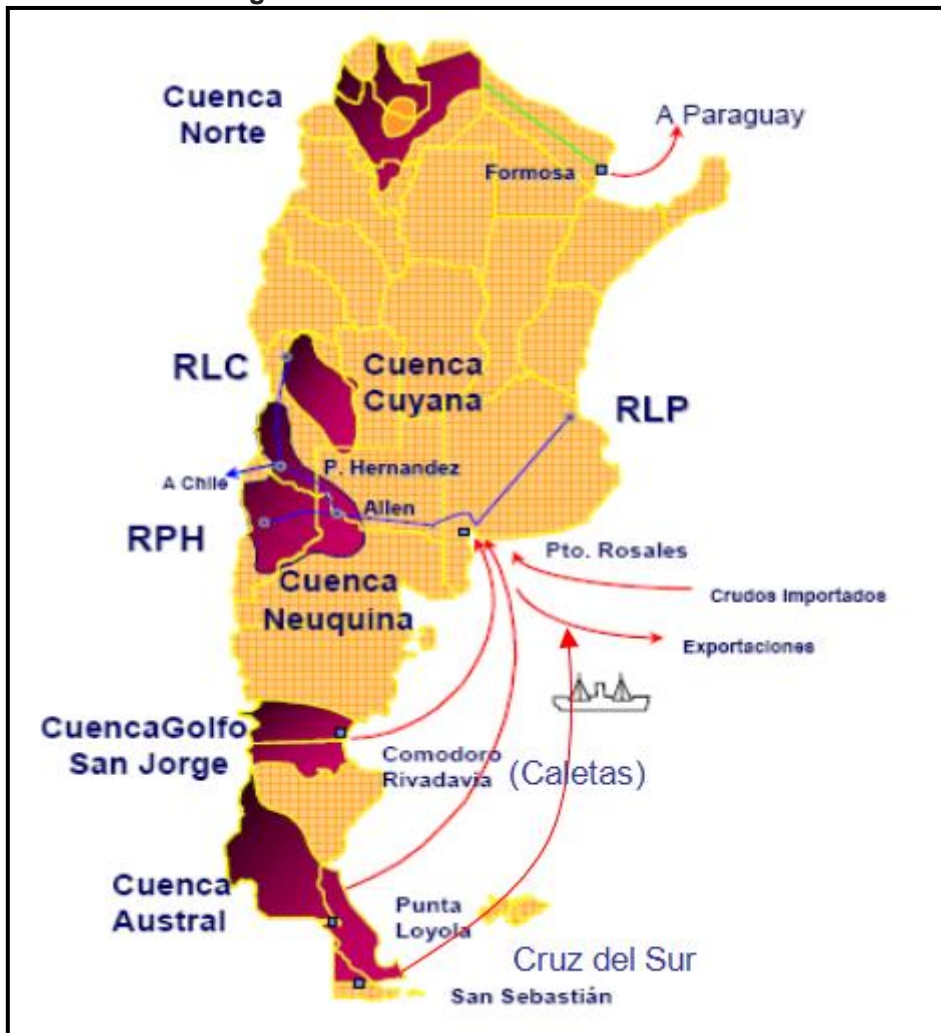 Cuenca
Norte
A Paraguay
Formosa
RLC
Cuenca
Cuyana
RLP
P. Hernandez
A Chile
Allen
RPH
Pto. Rosales
Cuenca
Neuquina
Crudos Importados
Exportaciones
CuencaGolfo
San Jorge
Comodoro
Rivadavia
(Caletas)
Cuenca
Austral
Punta
Loyola
Cruz del Sur
San Sebastián